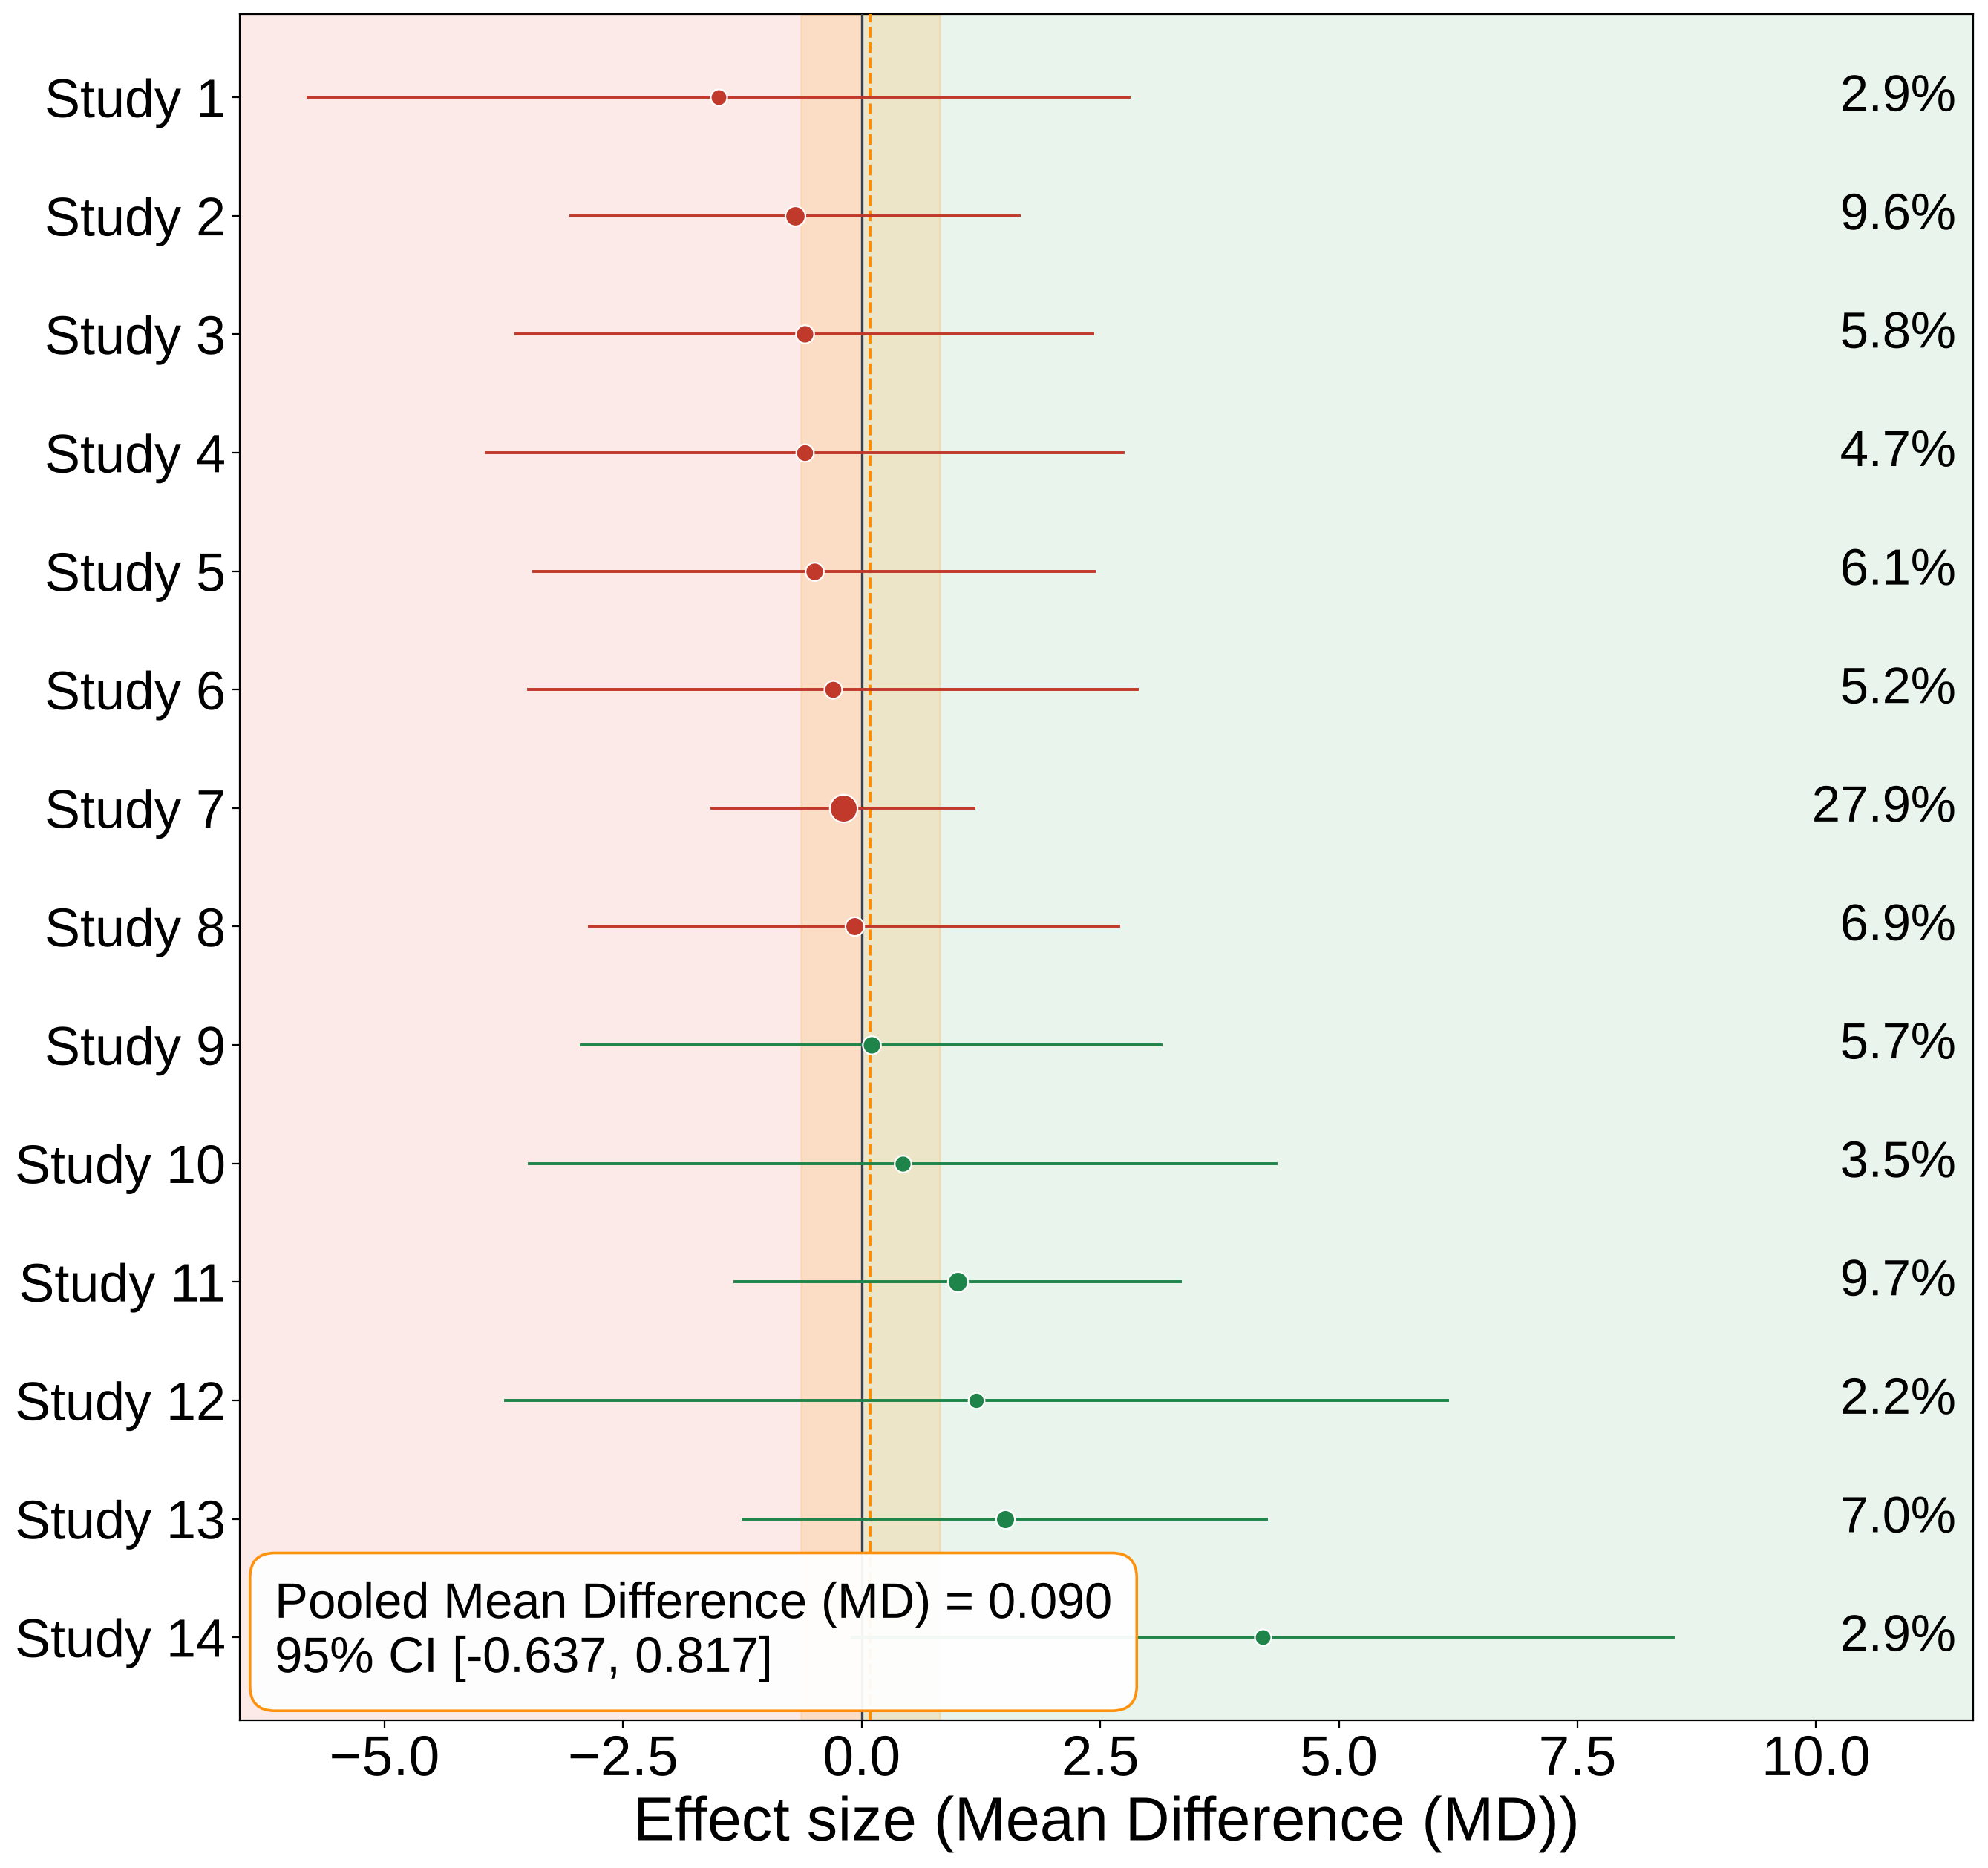 Study 1 2.9%
Study 2 9.6%
Study 3 5.8%
Study 4 4.7%
Study 5 6.1%
Study 6 5.2%
Study 7 27.9%
Study 8 6.9%
Study 9 5.7%
Study 10 3.5%
Study 11 9.7%
Study 12 2.2%
Study 13 7.0%
Pooled Mean Difference (MD) = 0.090
Study 14 2.9%
95% CI [-0.637, 0.817]
−5.0 −2.5 0.0 2.5 5.0 7.5 10.0
Effect size (Mean Difference (MD))